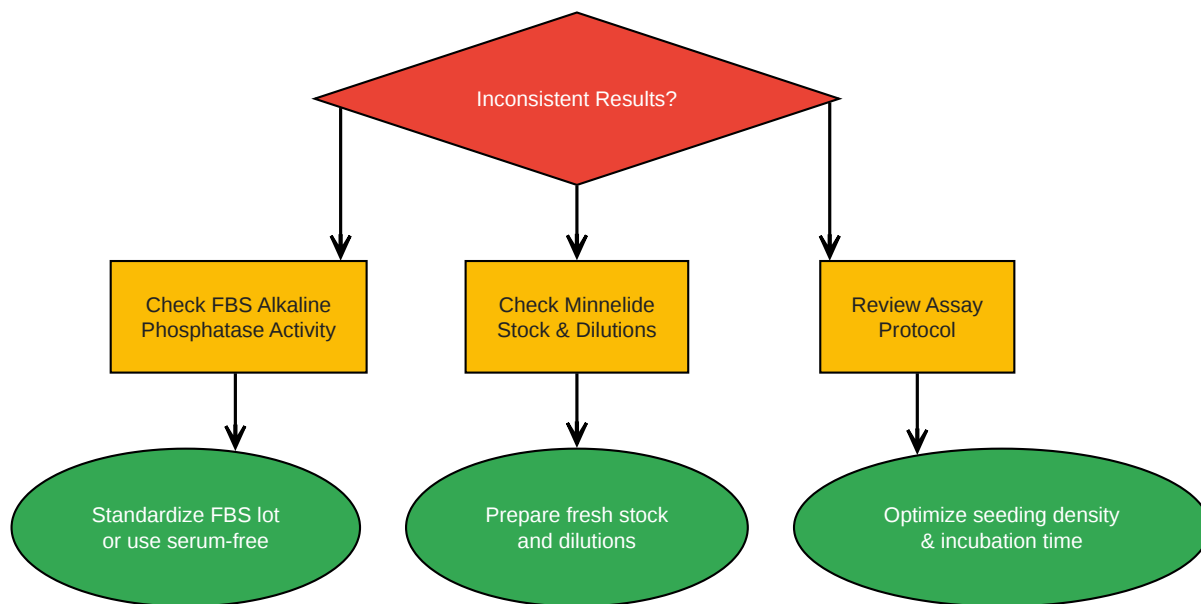 Inconsistent Results?
Check FBS Alkaline
Phosphatase Activity
Check Minnelide
Stock & Dilutions
Review Assay
Protocol
Standardize FBS lot
or use serum-free
Prepare fresh stock
and dilutions
Optimize seeding density
& incubation time